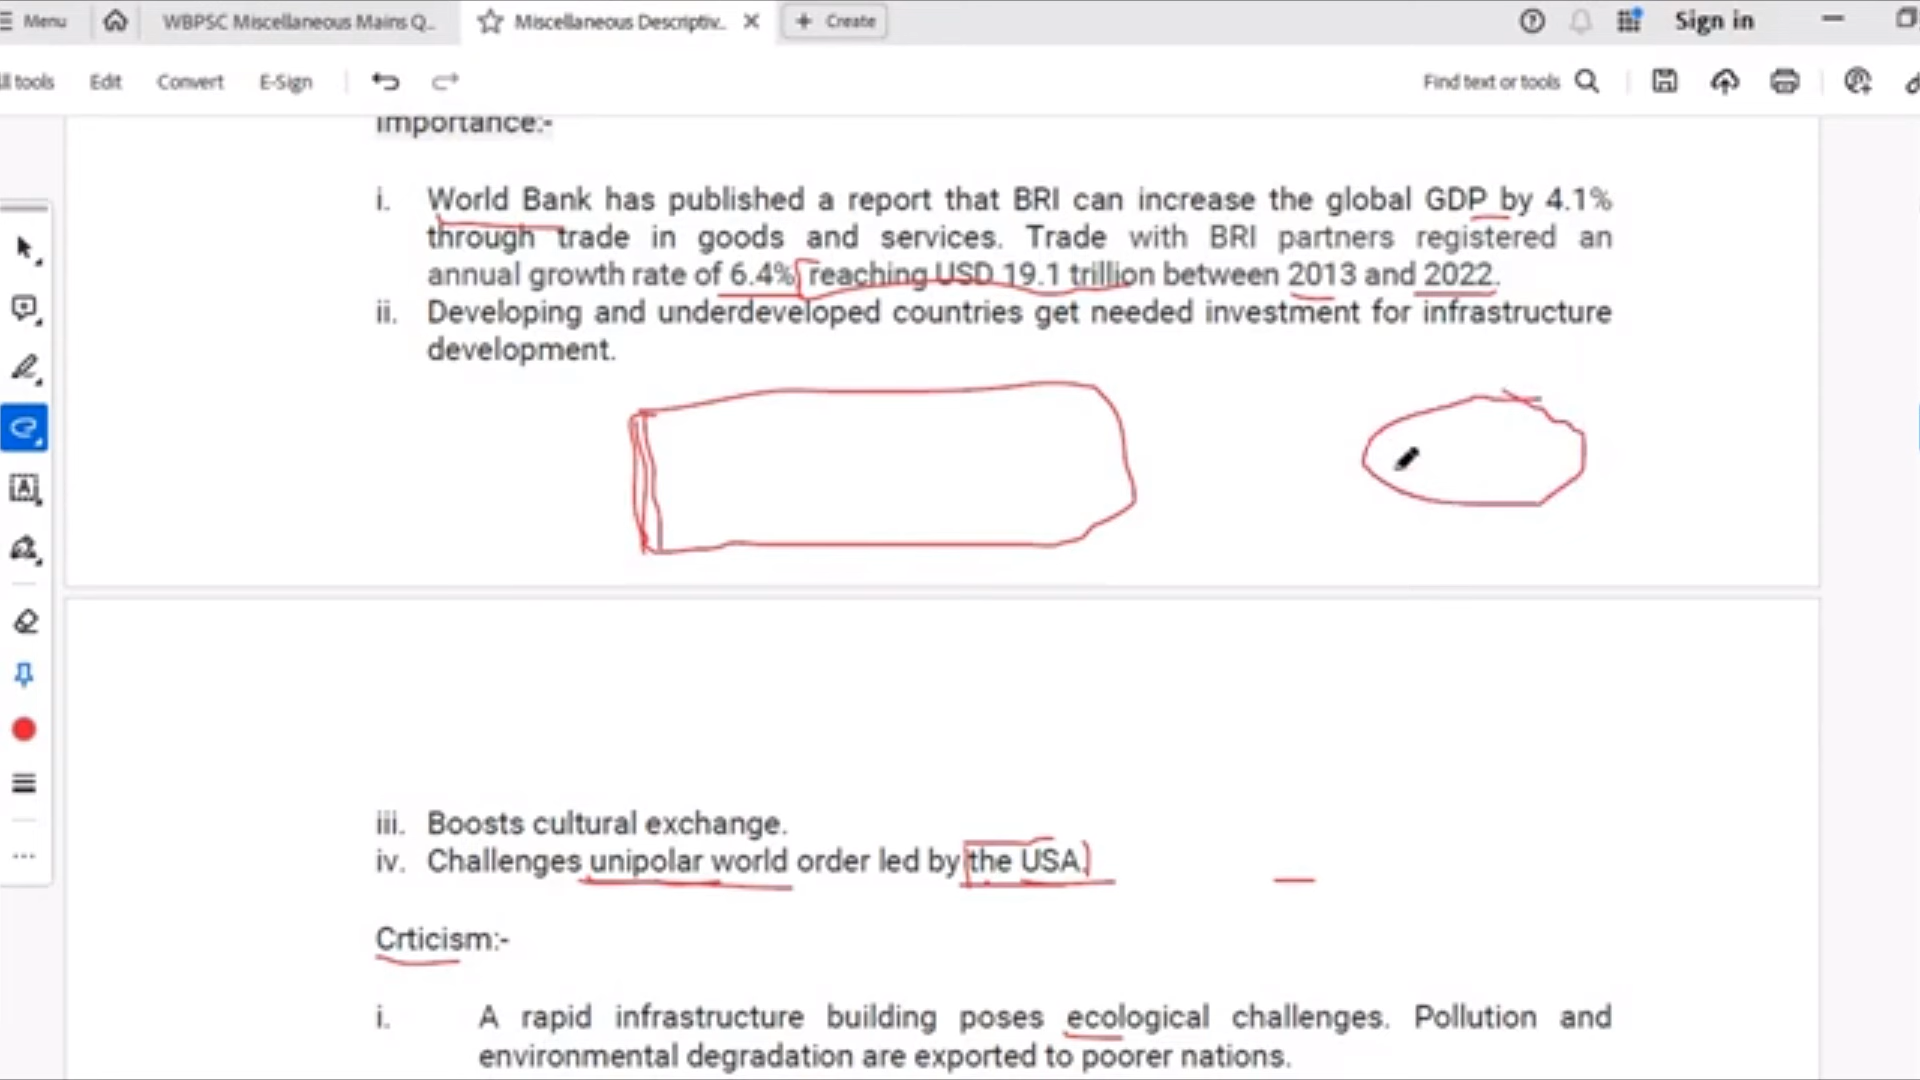 Menu
WBPSC Miscellaneous Mains Q...
Miscellaneous Descriptiv...
Create
Sign in
ll tools
Edit
Convert
E-Sign
Find text or tools
Importance:-
i. World Bank has published a report that BRI can increase the global GDP by 4.1%
through trade in goods and services. Trade with BRI partners registered an
annual growth rate of 6.4% reaching USD 19.1 trillion between 2013 and 2022.
ii. Developing and underdeveloped countries get needed investment for infrastructure
development.
iii. Boosts cultural exchange.
iv. Challenges unipolar world order led by the USA.
Crticism:-
i. A rapid infrastructure building poses ecological challenges. Pollution and
environmental degradation are exported to poorer nations.